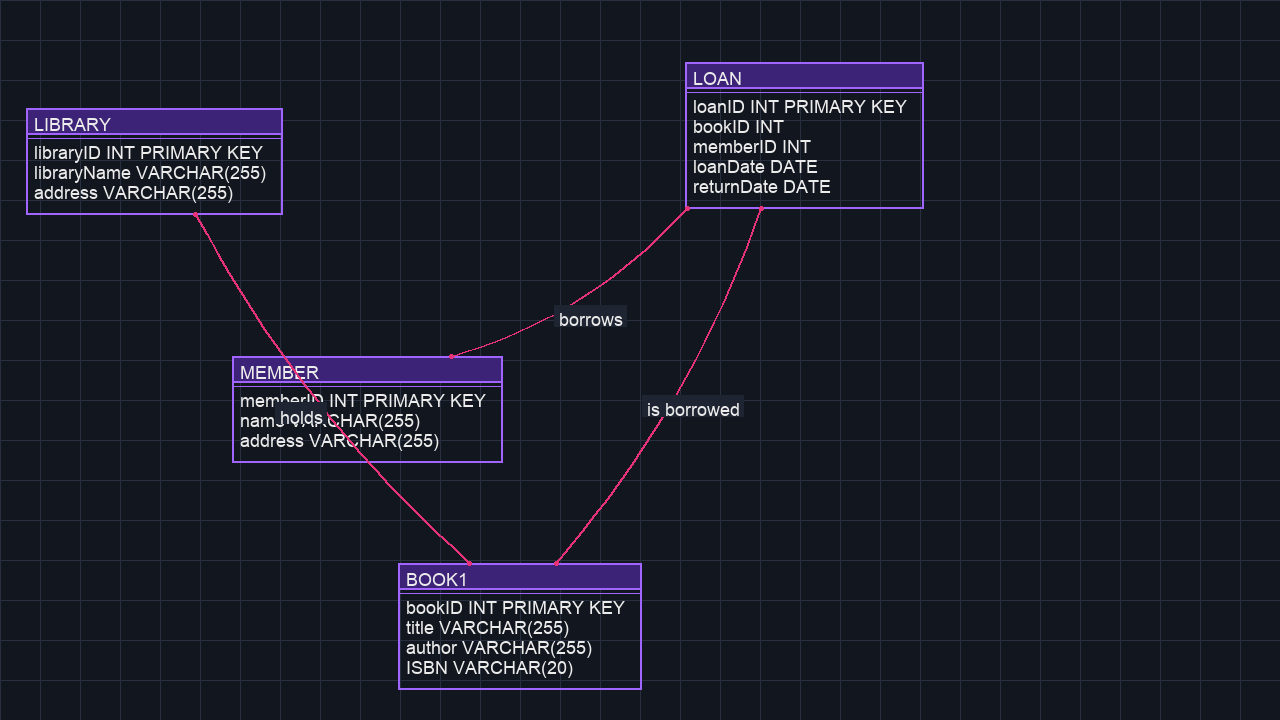 LIBRARY
libraryID INT PRIMARY KEY
libraryName VARCHAR(255)
address VARCHAR(255)
LOAN
loanID INT PRIMARY KEY
bookID INT
memberID INT
loanDate DATE
returnDate DATE
borrows
MEMBER
memberID INT PRIMARY KEY
name VARCHAR(255)
address VARCHAR(255)
holds
is borrowed
BOOK1
bookID INT PRIMARY KEY
title VARCHAR(255)
author VARCHAR(255)
ISBN VARCHAR(20)